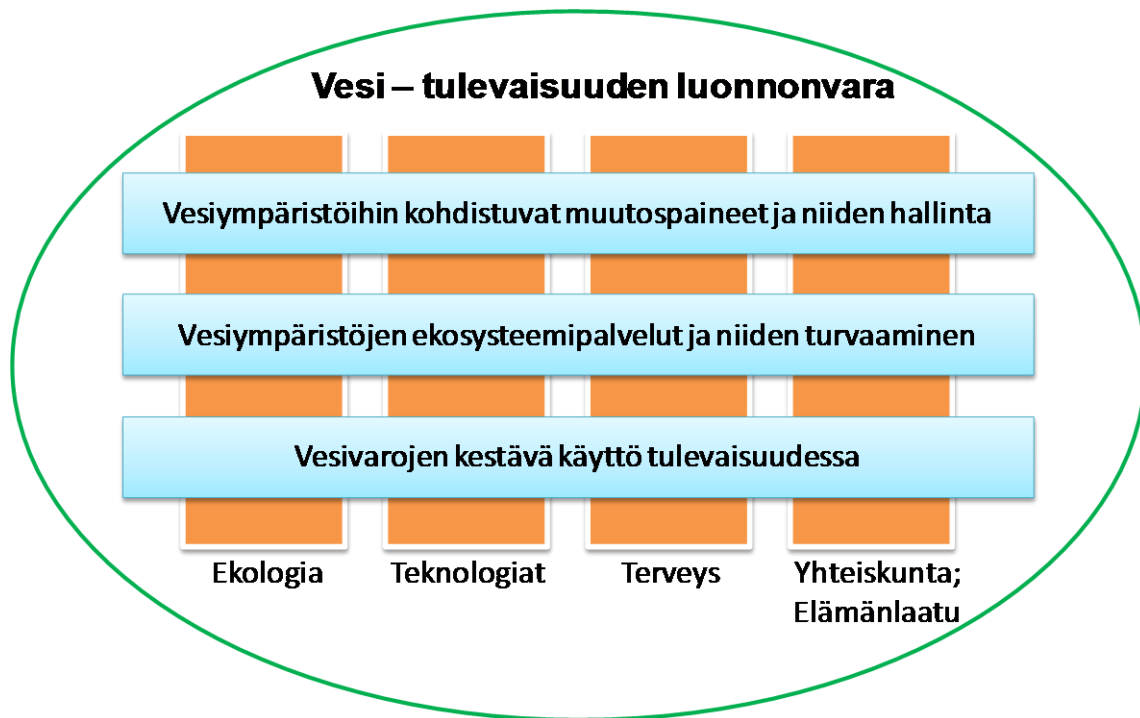 Vesi – tulevaisuuden luonnonvara
Vesiympäristöihin kohdistuvat muutospaineet ja niiden hallinta
Vesiympäristöjen ekosysteemipalvelut ja niiden turvaaminen
Vesivarojen kestävä käyttö tulevaisuudessa
Ekologia
Teknologiat
Terveys
Yhteiskunta;
Elämänlaatu